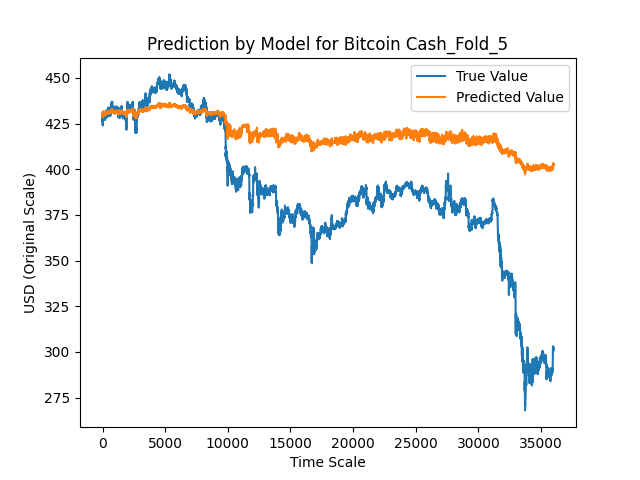 Prediction by Model for Bitcoin Cash_Fold_5
True Value
Predicted Value
USD (Original Scale)
450
425
400
375
350
325
300
275
0 5000 10000 15000 20000 25000 30000 35000
Time Scale